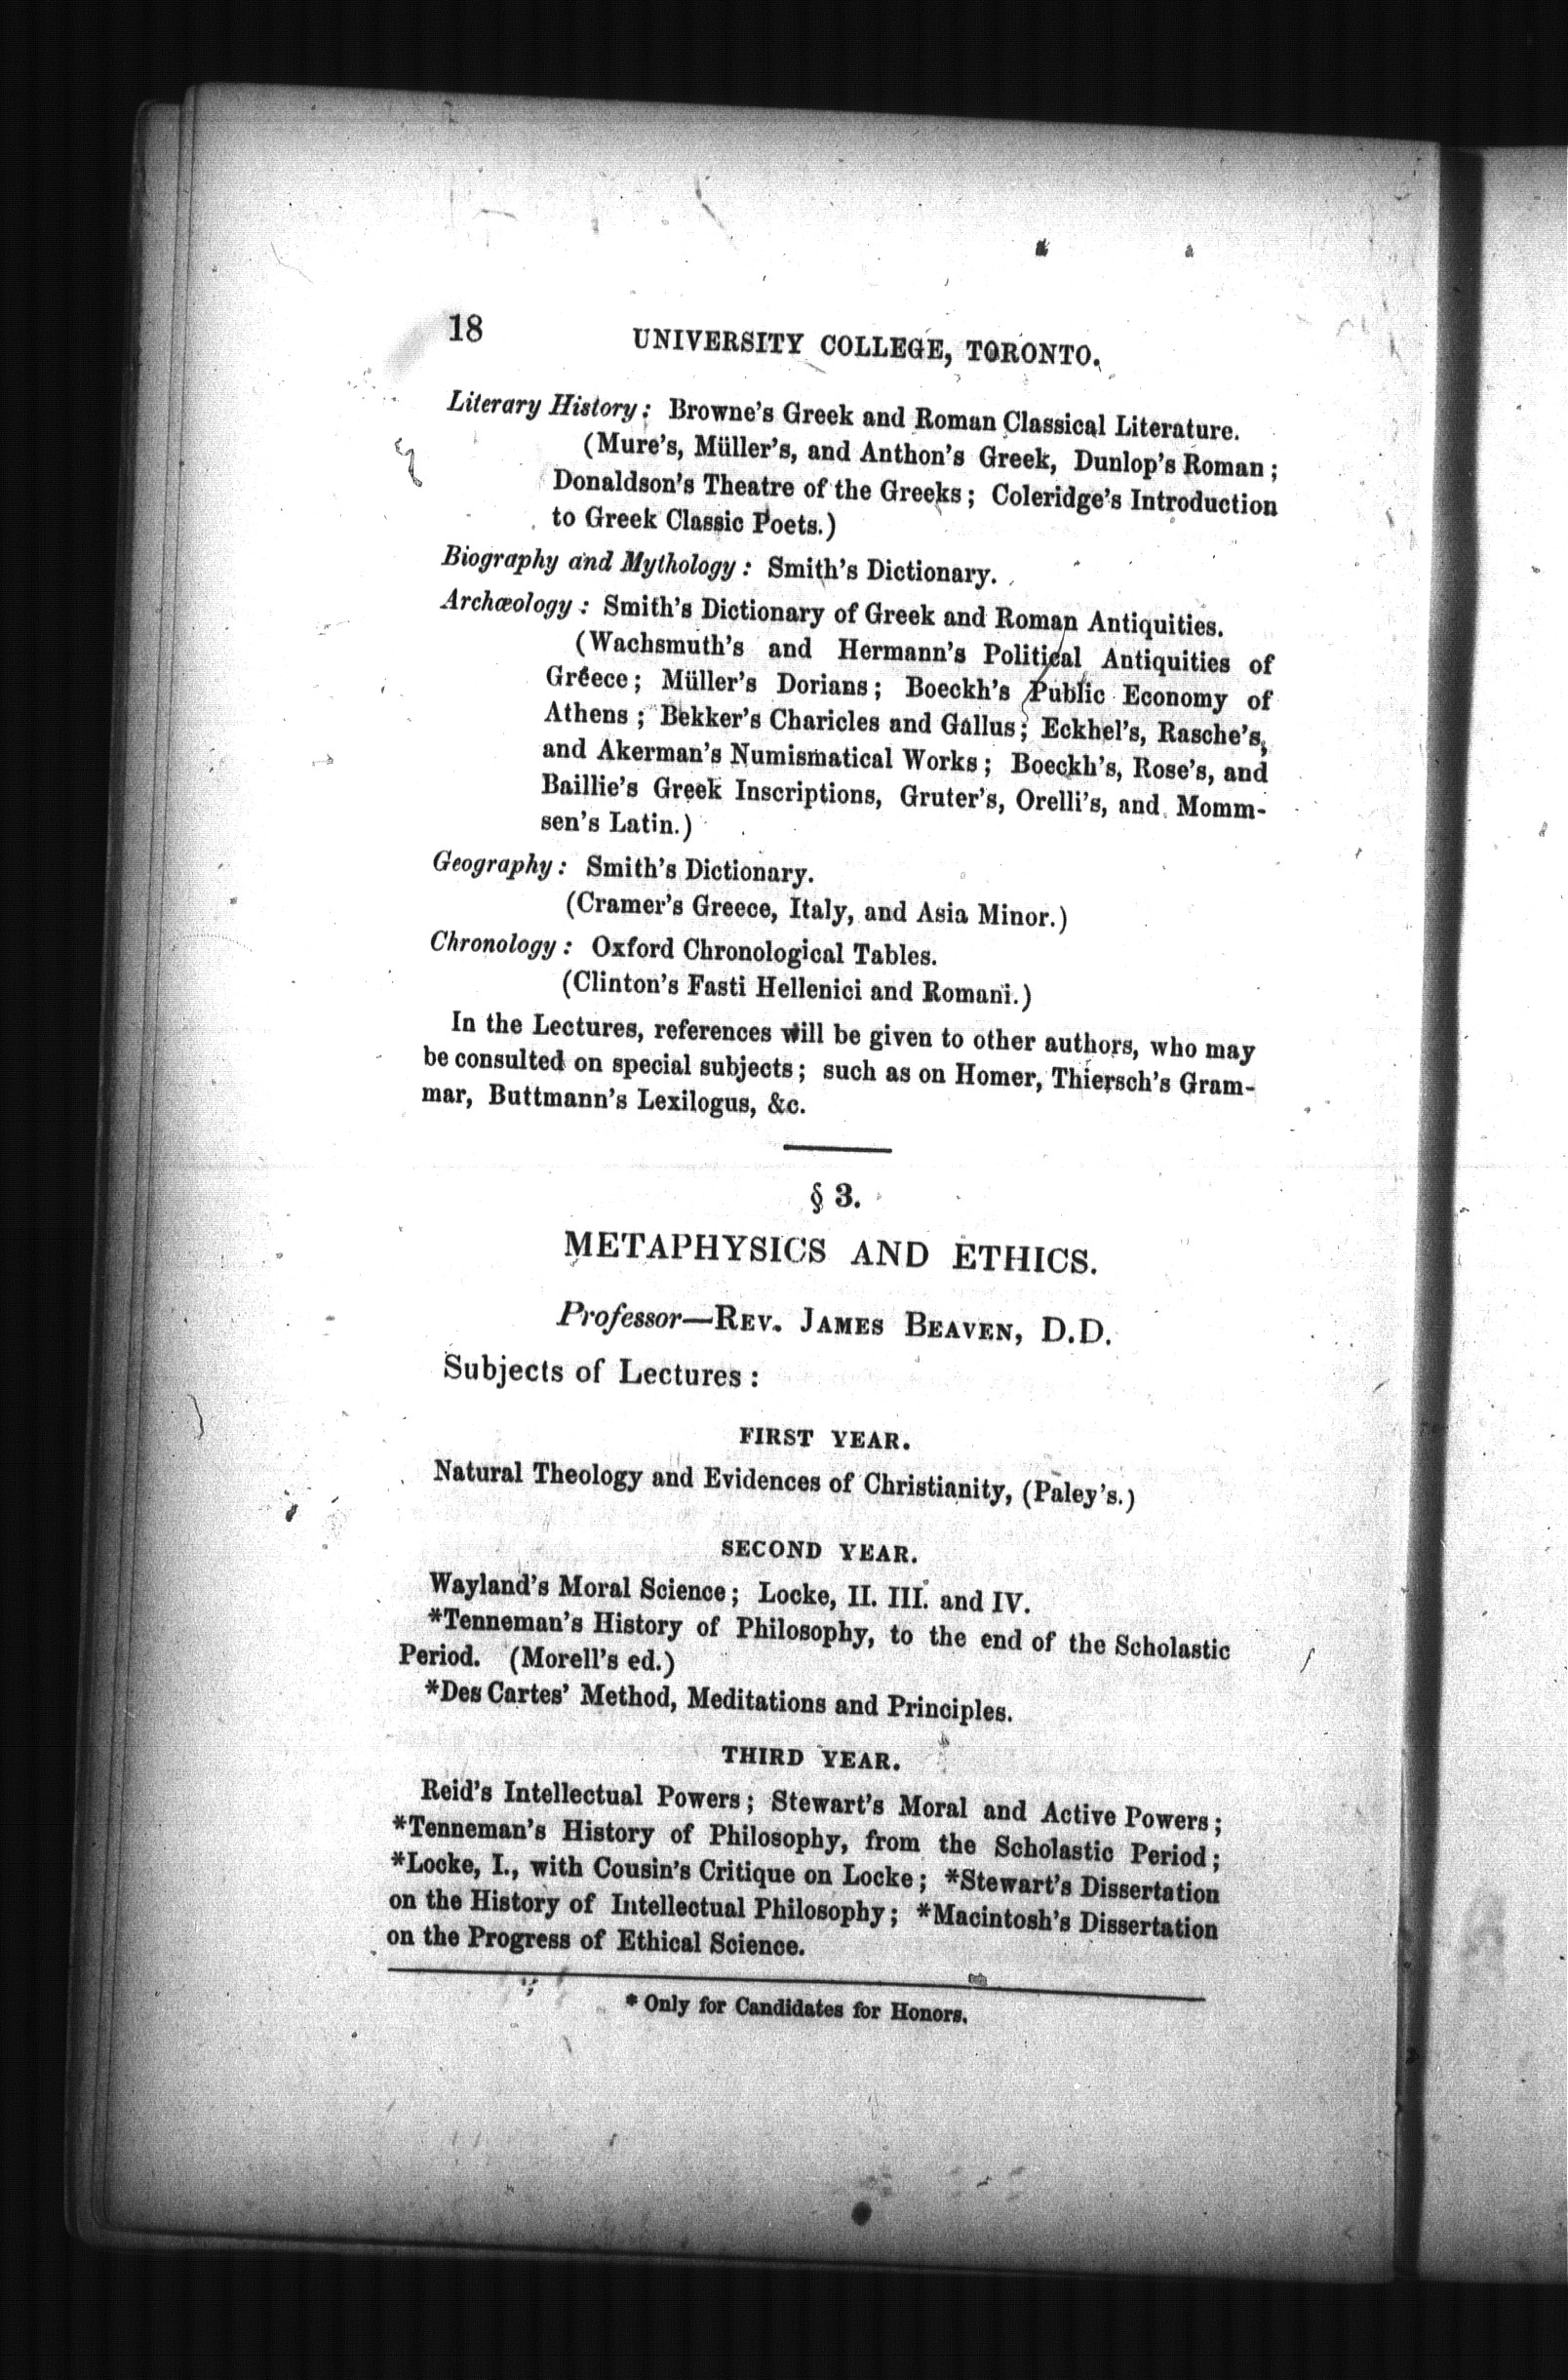 18
UNIVERSITY COLLEGE, TORONTO.
Literary History: Browne's Greek and Roman Classical Literature.
(Mure's, Müller's, and Anthon's Greek, Dunlop's Roman;
Donaldson's Theatre of the Greeks; Coleridge's Introduction
to Greek Classic Poets.)
Biography and Mythology: Smith's Dictionary.
Archæology: Smith's Dictionary of Greek and Roman Antiquities.
(Wachsmuth's and Hermann's Political Antiquities of
Greece; Müller's Dorians; Boeckh's Public Economy of
Athens; Bekker's Charicles and Gallus; Eckhel's, Rasche's,
and Akerman's Numismatical Works; Boeckh's, Rose's, and
Baillie's Greek Inscriptions, Gruter's, Orelli's, and Momm-
sen's Latin.)
Geography: Smith's Dictionary.
(Cramer's Greece, Italy, and Asia Minor.)
Chronology: Oxford Chronological Tables.
(Clinton's Fasti Hellenici and Romani.)
In the Lectures, references will be given to other authors, who may
be consulted on special subjects; such as on Homer, Thiersch's Gram-
mar, Buttmann's Lexilogus, &c.
§ 3.
METAPHYSICS AND ETHICS.
Professor—REV. JAMES BEAVEN, D.D.
Subjects of Lectures:
FIRST YEAR.
Natural Theology and Evidences of Christianity, (Paley's.)
SECOND YEAR.
Wayland's Moral Science; Locke, II. III. and IV.
*Tenneman's History of Philosophy, to the end of the Scholastic
Period. (Morell's ed.)
*Des Cartes' Method, Meditations and Principles.
THIRD YEAR.
Reid's Intellectual Powers; Stewart's Moral and Active Powers;
*Tenneman's History of Philosophy, from the Scholastic Period;
*Locke, I., with Cousin's Critique on Locke; *Stewart's Dissertation
on the History of Intellectual Philosophy; *Macintosh's Dissertation
on the Progress of Ethical Science.
* Only for Candidates for Honors.